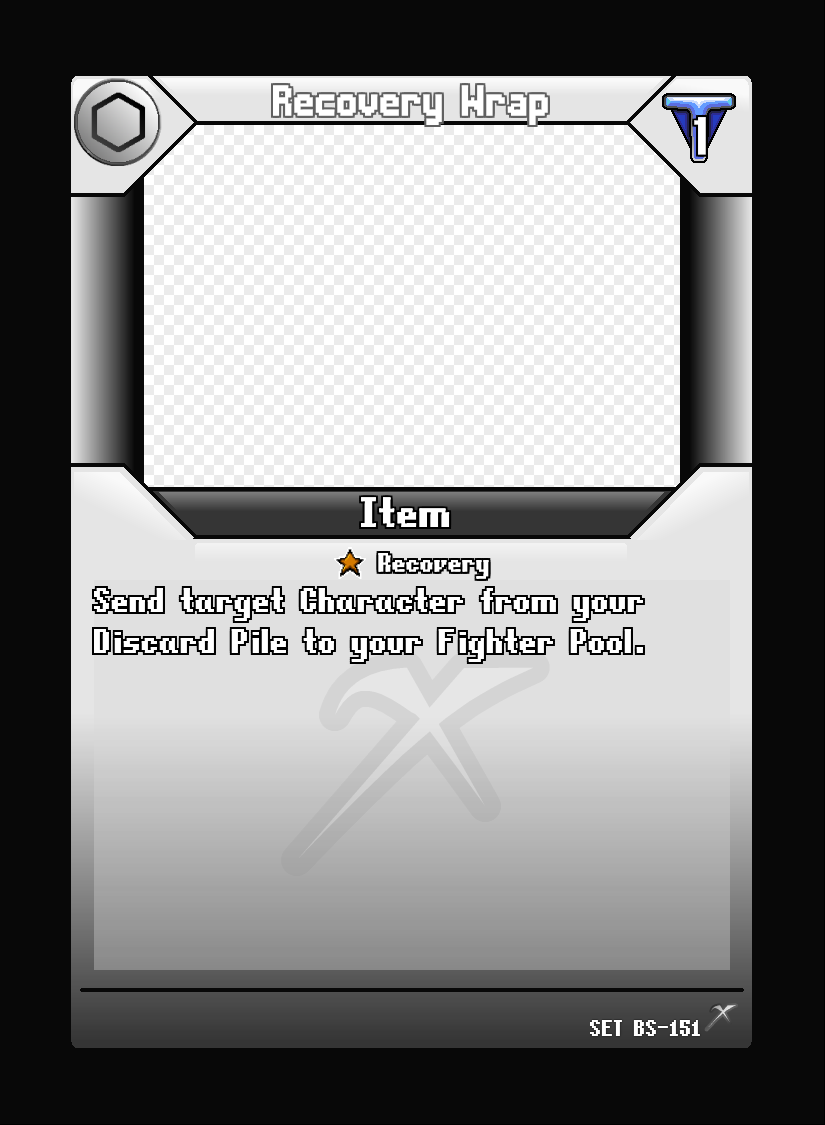 Recovery Wrap
1
Item
Recovery
Send target Character from your
Discard Pile to your Fighter Pool.
SET BS-151